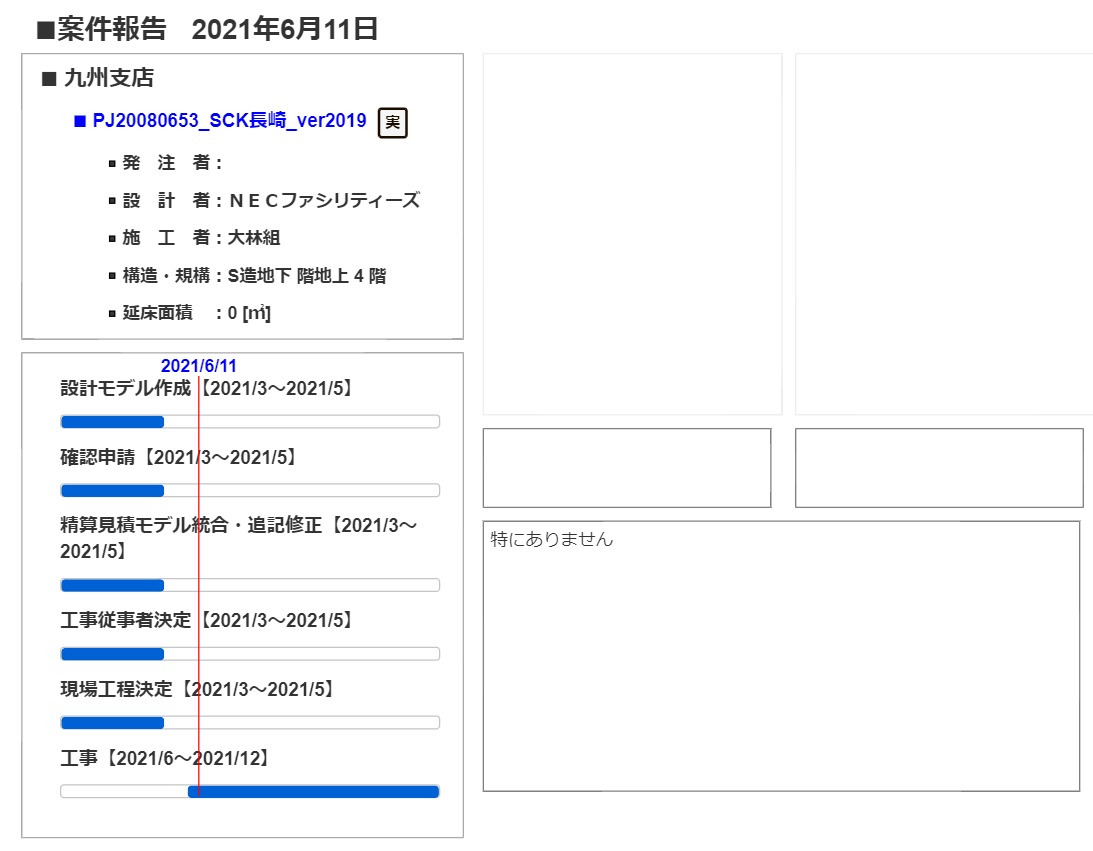 ■案件報告　2021年6月11日
■ 九州支店
■ PJ20080653_SCK長崎_ver2019 実
▪ 発　注　者：
▪ 設　計　者：ＮＥＣファシリティーズ
▪ 施　工　者：大林組
▪ 構造・規構：S造地下 階地上 4 階
▪ 延床面積　：0 [㎡]
2021/6/11
設計モデル作成【2021/3～2021/5】
確認申請【2021/3～2021/5】
精算見積モデル統合・追記修正【2021/3～
2021/5】
工事従事者決定【2021/3～2021/5】
現場工程決定【2021/3～2021/5】
工事【2021/6～2021/12】
特にありません